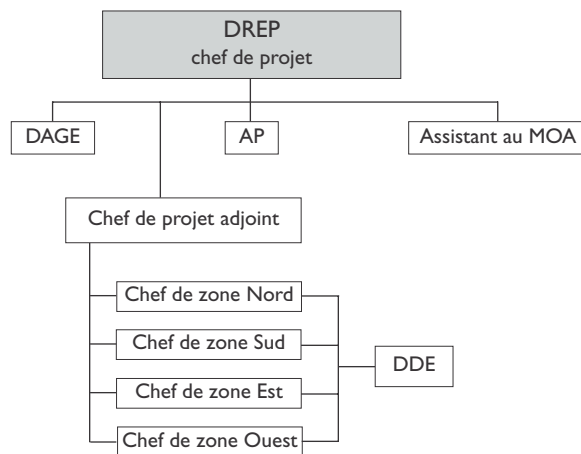 DREP
chef de projet
DAGE
AP
Assistant au MOA
Chef de projet adjoint
Chef de zone Nord
Chef de zone Sud
DDE
Chef de zone Est
Chef de zone Ouest